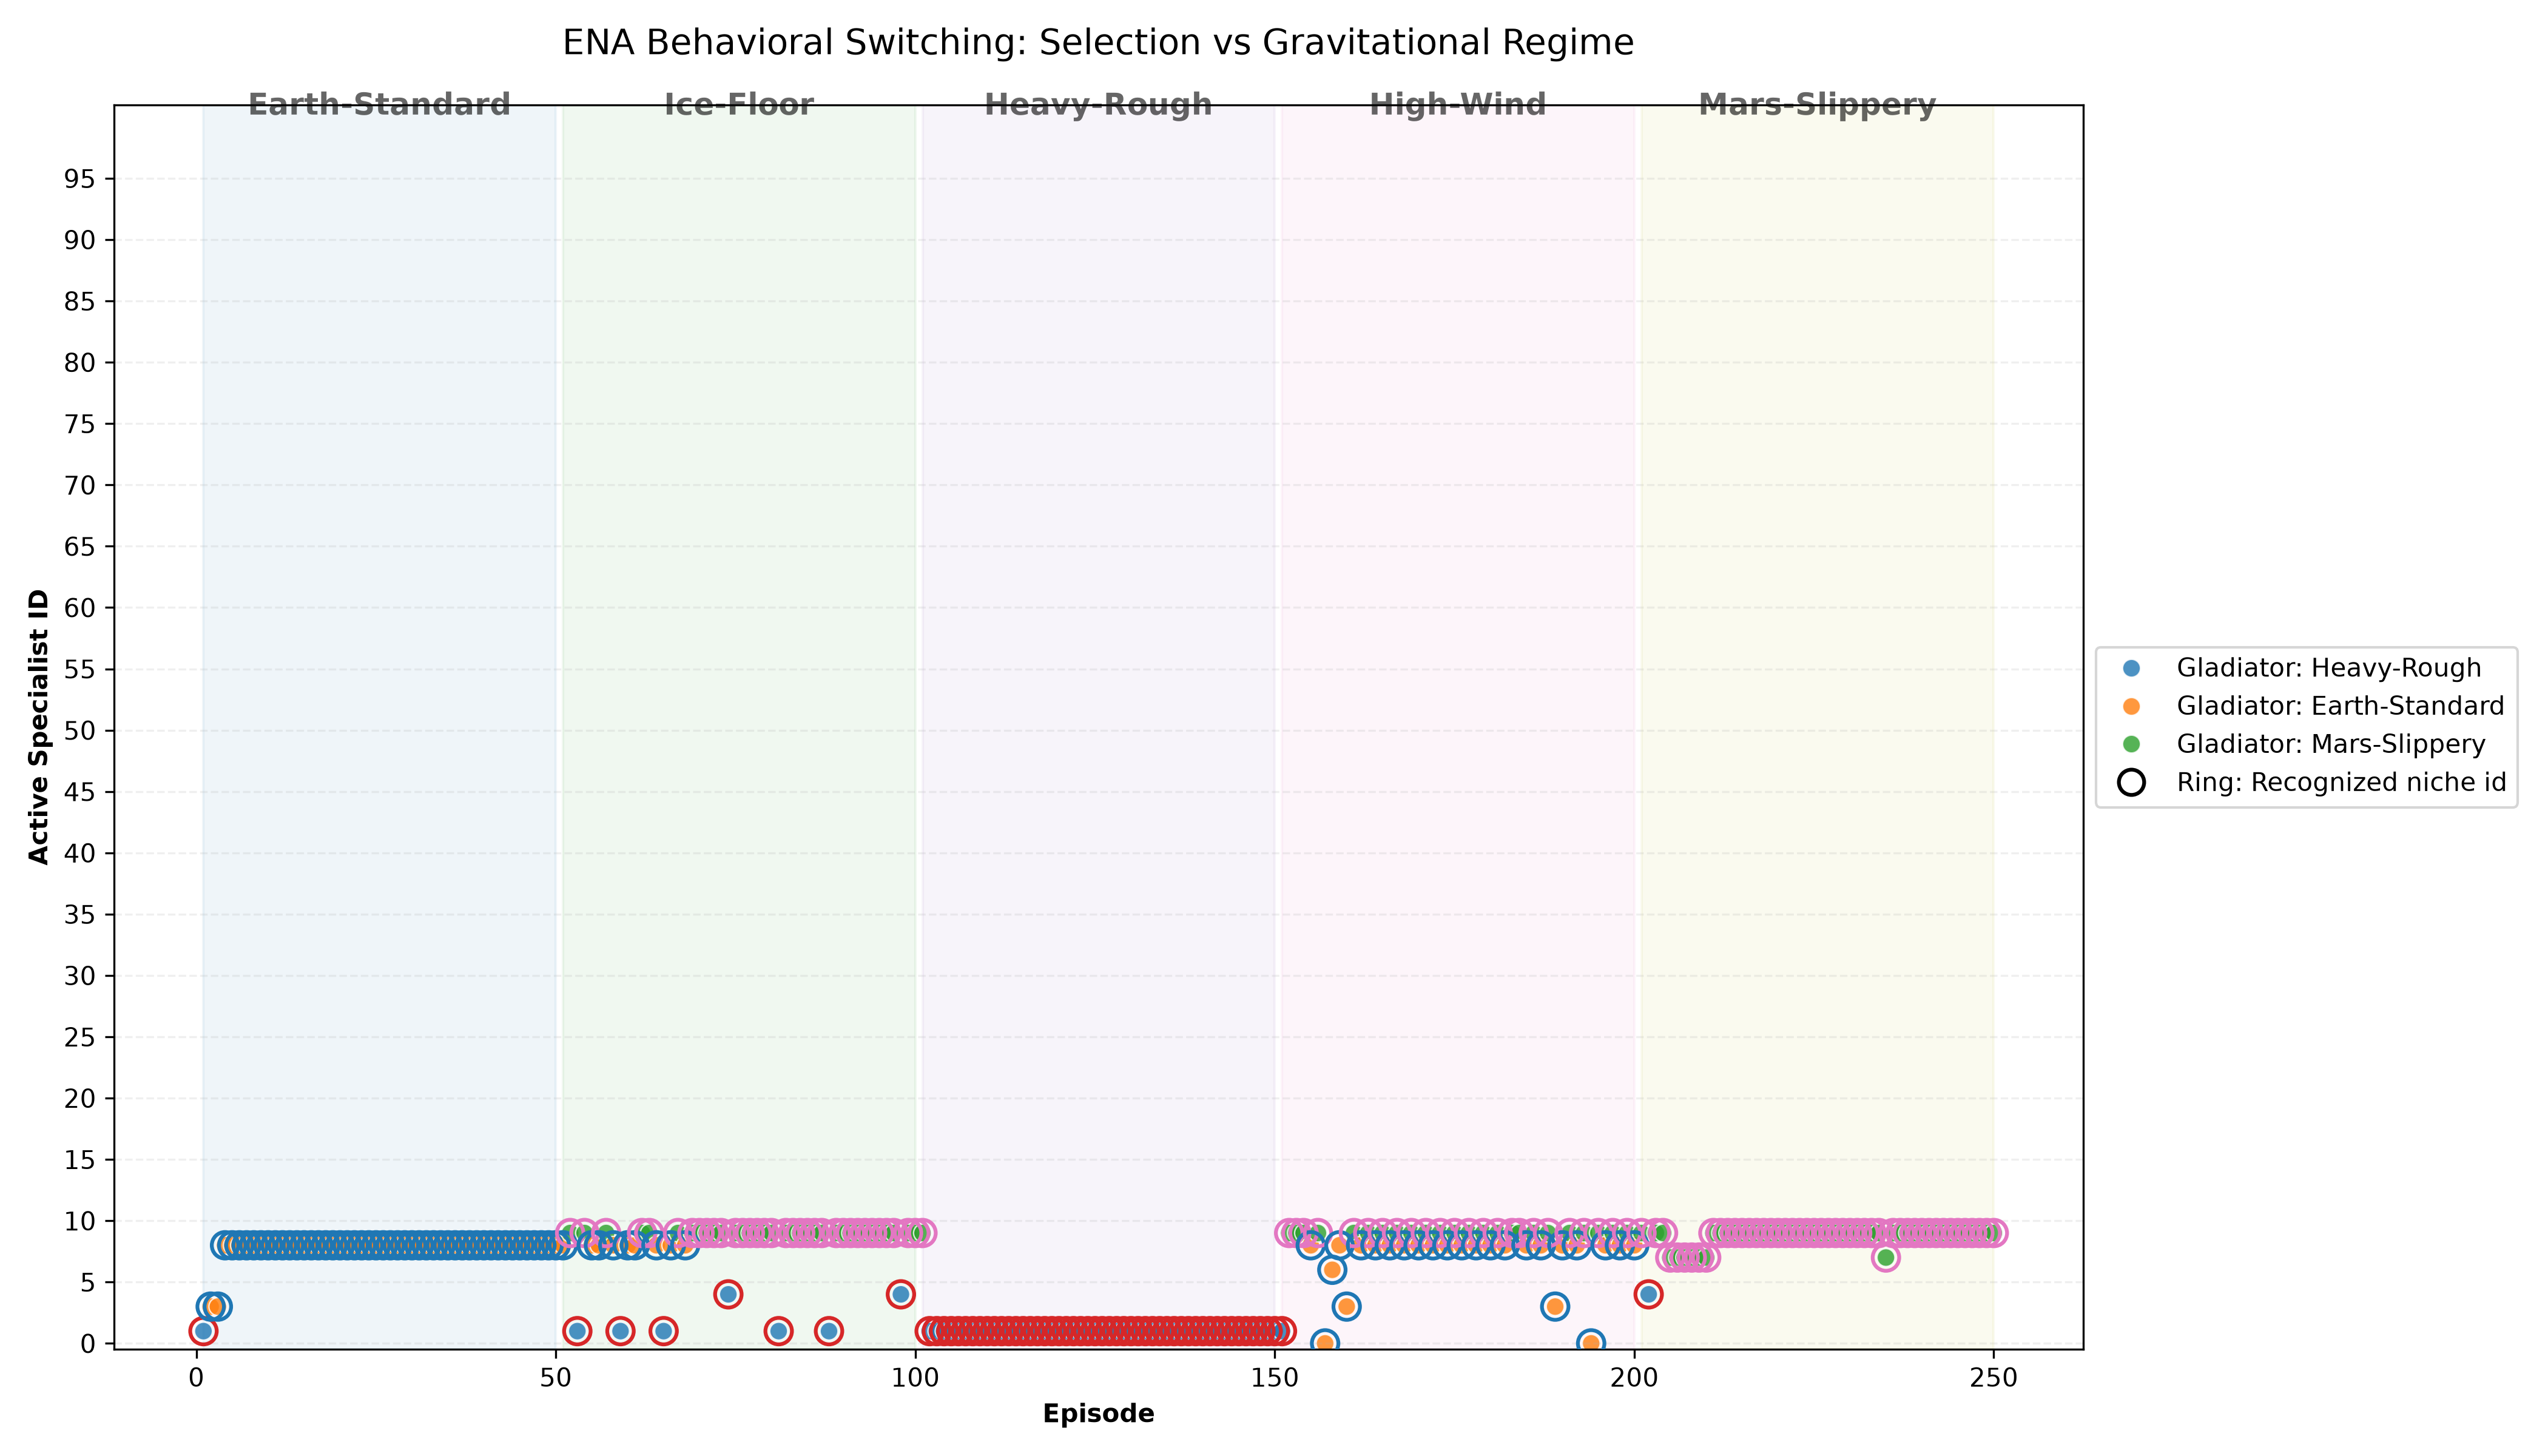 ENA Behavioral Switching: Selection vs Gravitational Regime
Earth-Standard
Ice-Floor
Heavy-Rough
High-Wind
Mars-Slippery
95
90
85
80
75
70
65
60
55
50
45
40
35
30
25
20
15
10
5
0
Active Specialist ID
0
50
100
150
200
250
Episode
Gladiator: Heavy-Rough
Gladiator: Earth-Standard
Gladiator: Mars-Slippery
Ring: Recognized niche id